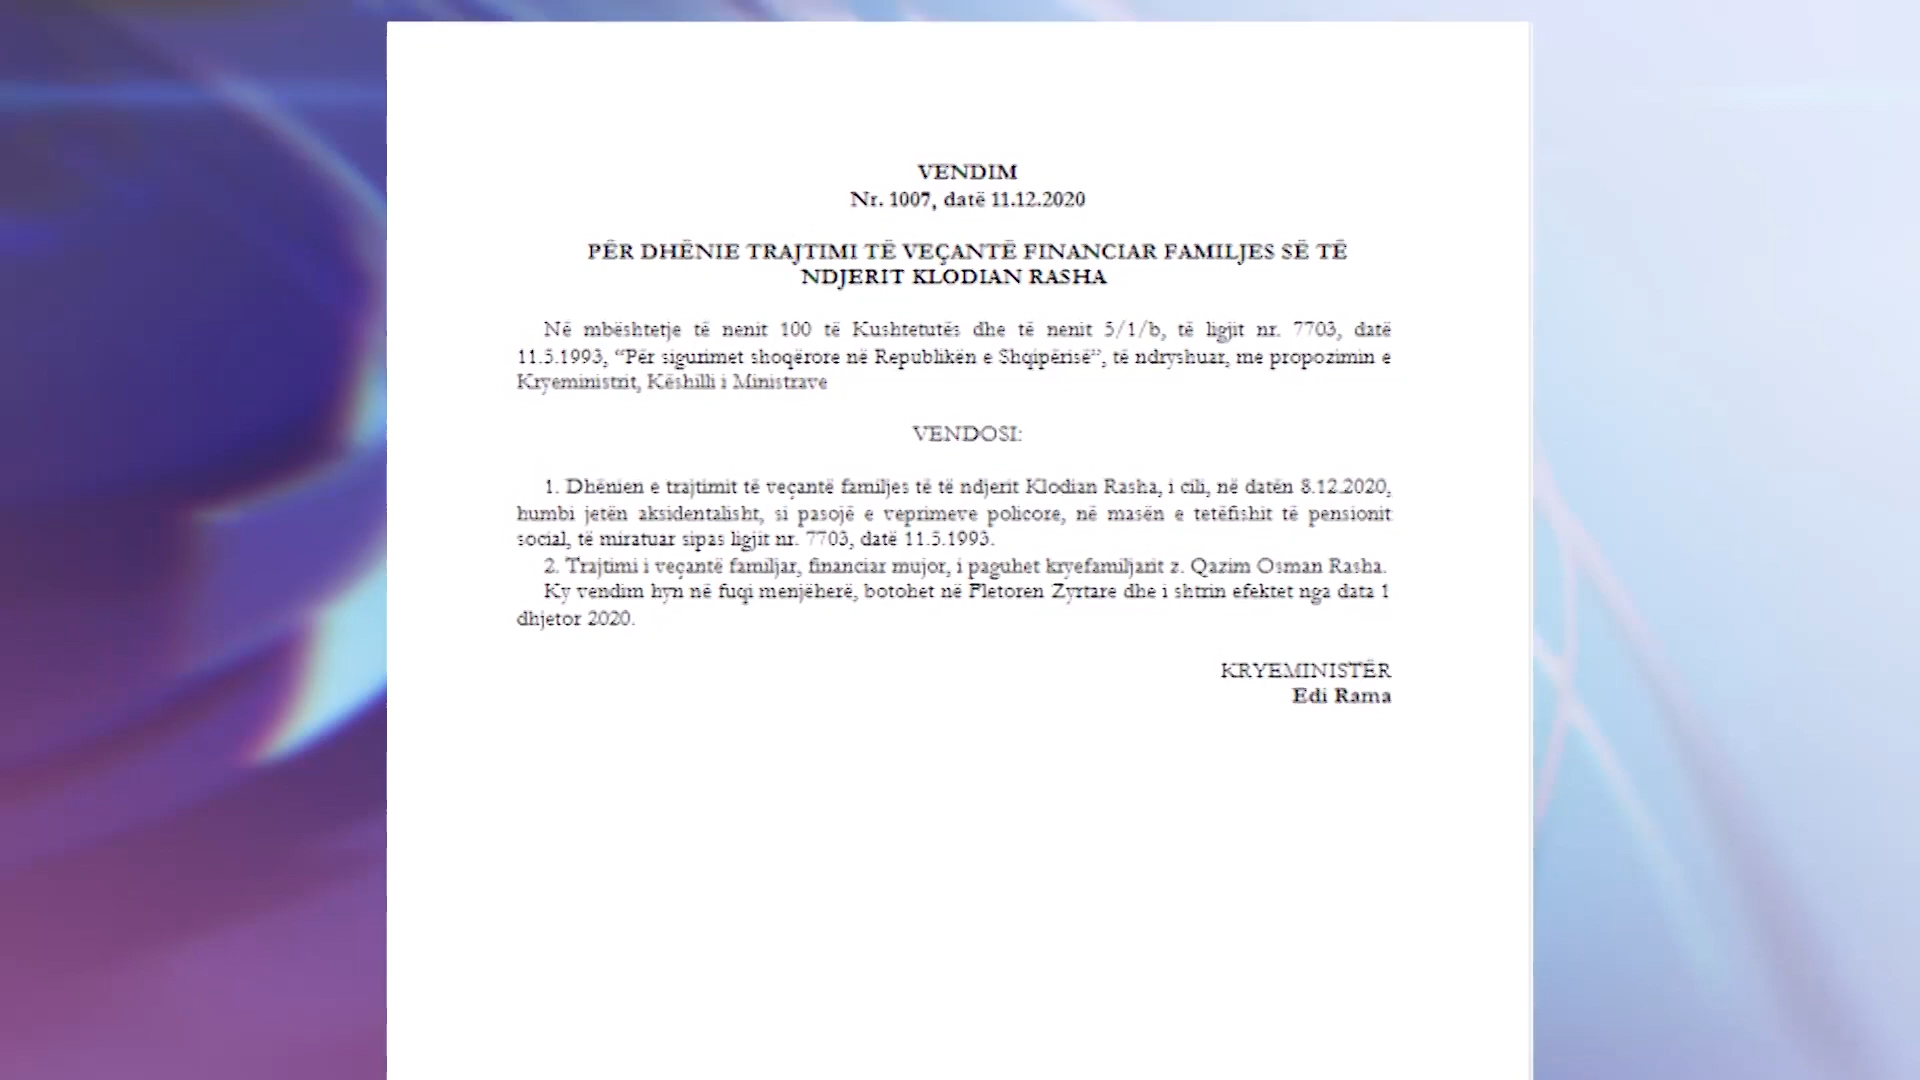 VENDIM
Nr. 1007, datë 11.12.2020
PËR DHËNIE TRAJTIMI TË VEÇANTË FINANCIAR FAMILJES SË TË
NDJERIT KLODIAN RASHA
Në mbështetje të nenit 100 të Kushtetutës dhe të nenit 5/1/b, të ligjit nr. 7703, datë
11.5.1993, “Për sigurimet shoqërore në Republikën e Shqipërisë”, të ndryshuar, me propozimin e
Kryeministrit, Këshilli i Ministrave
VENDOSI:
1. Dhënien e trajtimit të veçantë familjes të të ndjerit Klodian Rasha, i cili, në datën 8.12.2020,
humbi jetën aksidentalisht, si pasojë e veprimeve policore, në masën e tetëfishit të pensionit
social, të miratuar sipas ligjit nr. 7703, datë 11.5.1993.
2. Trajtimi i veçantë familjar, financiar mujor, i paguhet kryefamiljarit z. Qazim Osman Rasha.
Ky vendim hyn në fuqi menjëherë, botohet në Fletoren Zyrtare dhe i shtrin efektet nga data 1
dhjetor 2020.
KRYEMINISTËR
Edi Rama